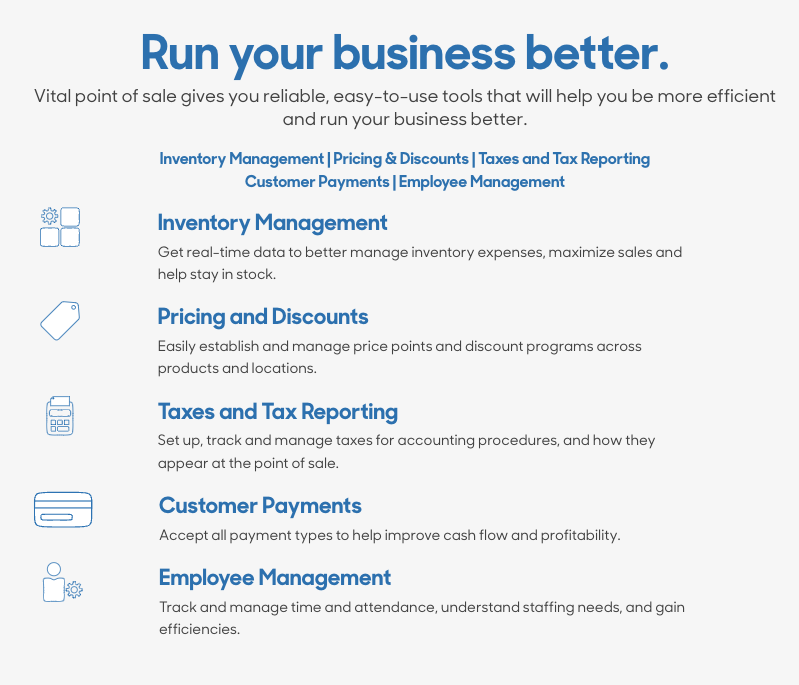 Run your business better.
Vital point of sale gives you reliable, easy-to-use tools that will help you be more efficient
and run your business better.
Inventory Management | Pricing & Discounts | Taxes and Tax Reporting
Customer Payments | Employee Management
Inventory Management
Get real-time data to better manage inventory expenses, maximize sales and
help stay in stock.
Pricing and Discounts
Easily establish and manage price points and discount programs across
products and locations.
Taxes and Tax Reporting
Set up, track and manage taxes for accounting procedures, and how they
appear at the point of sale.
Customer Payments
Accept all payment types to help improve cash flow and profitability.
Employee Management
Track and manage time and attendance, understand staffing needs, and gain
efficiencies.